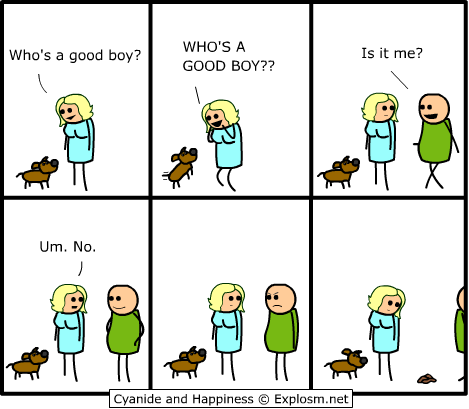 Who's a good boy?
WHO'S A
GOOD BOY??
Is it me?
Um. No.
Cyanide and Happiness © Explosm.net